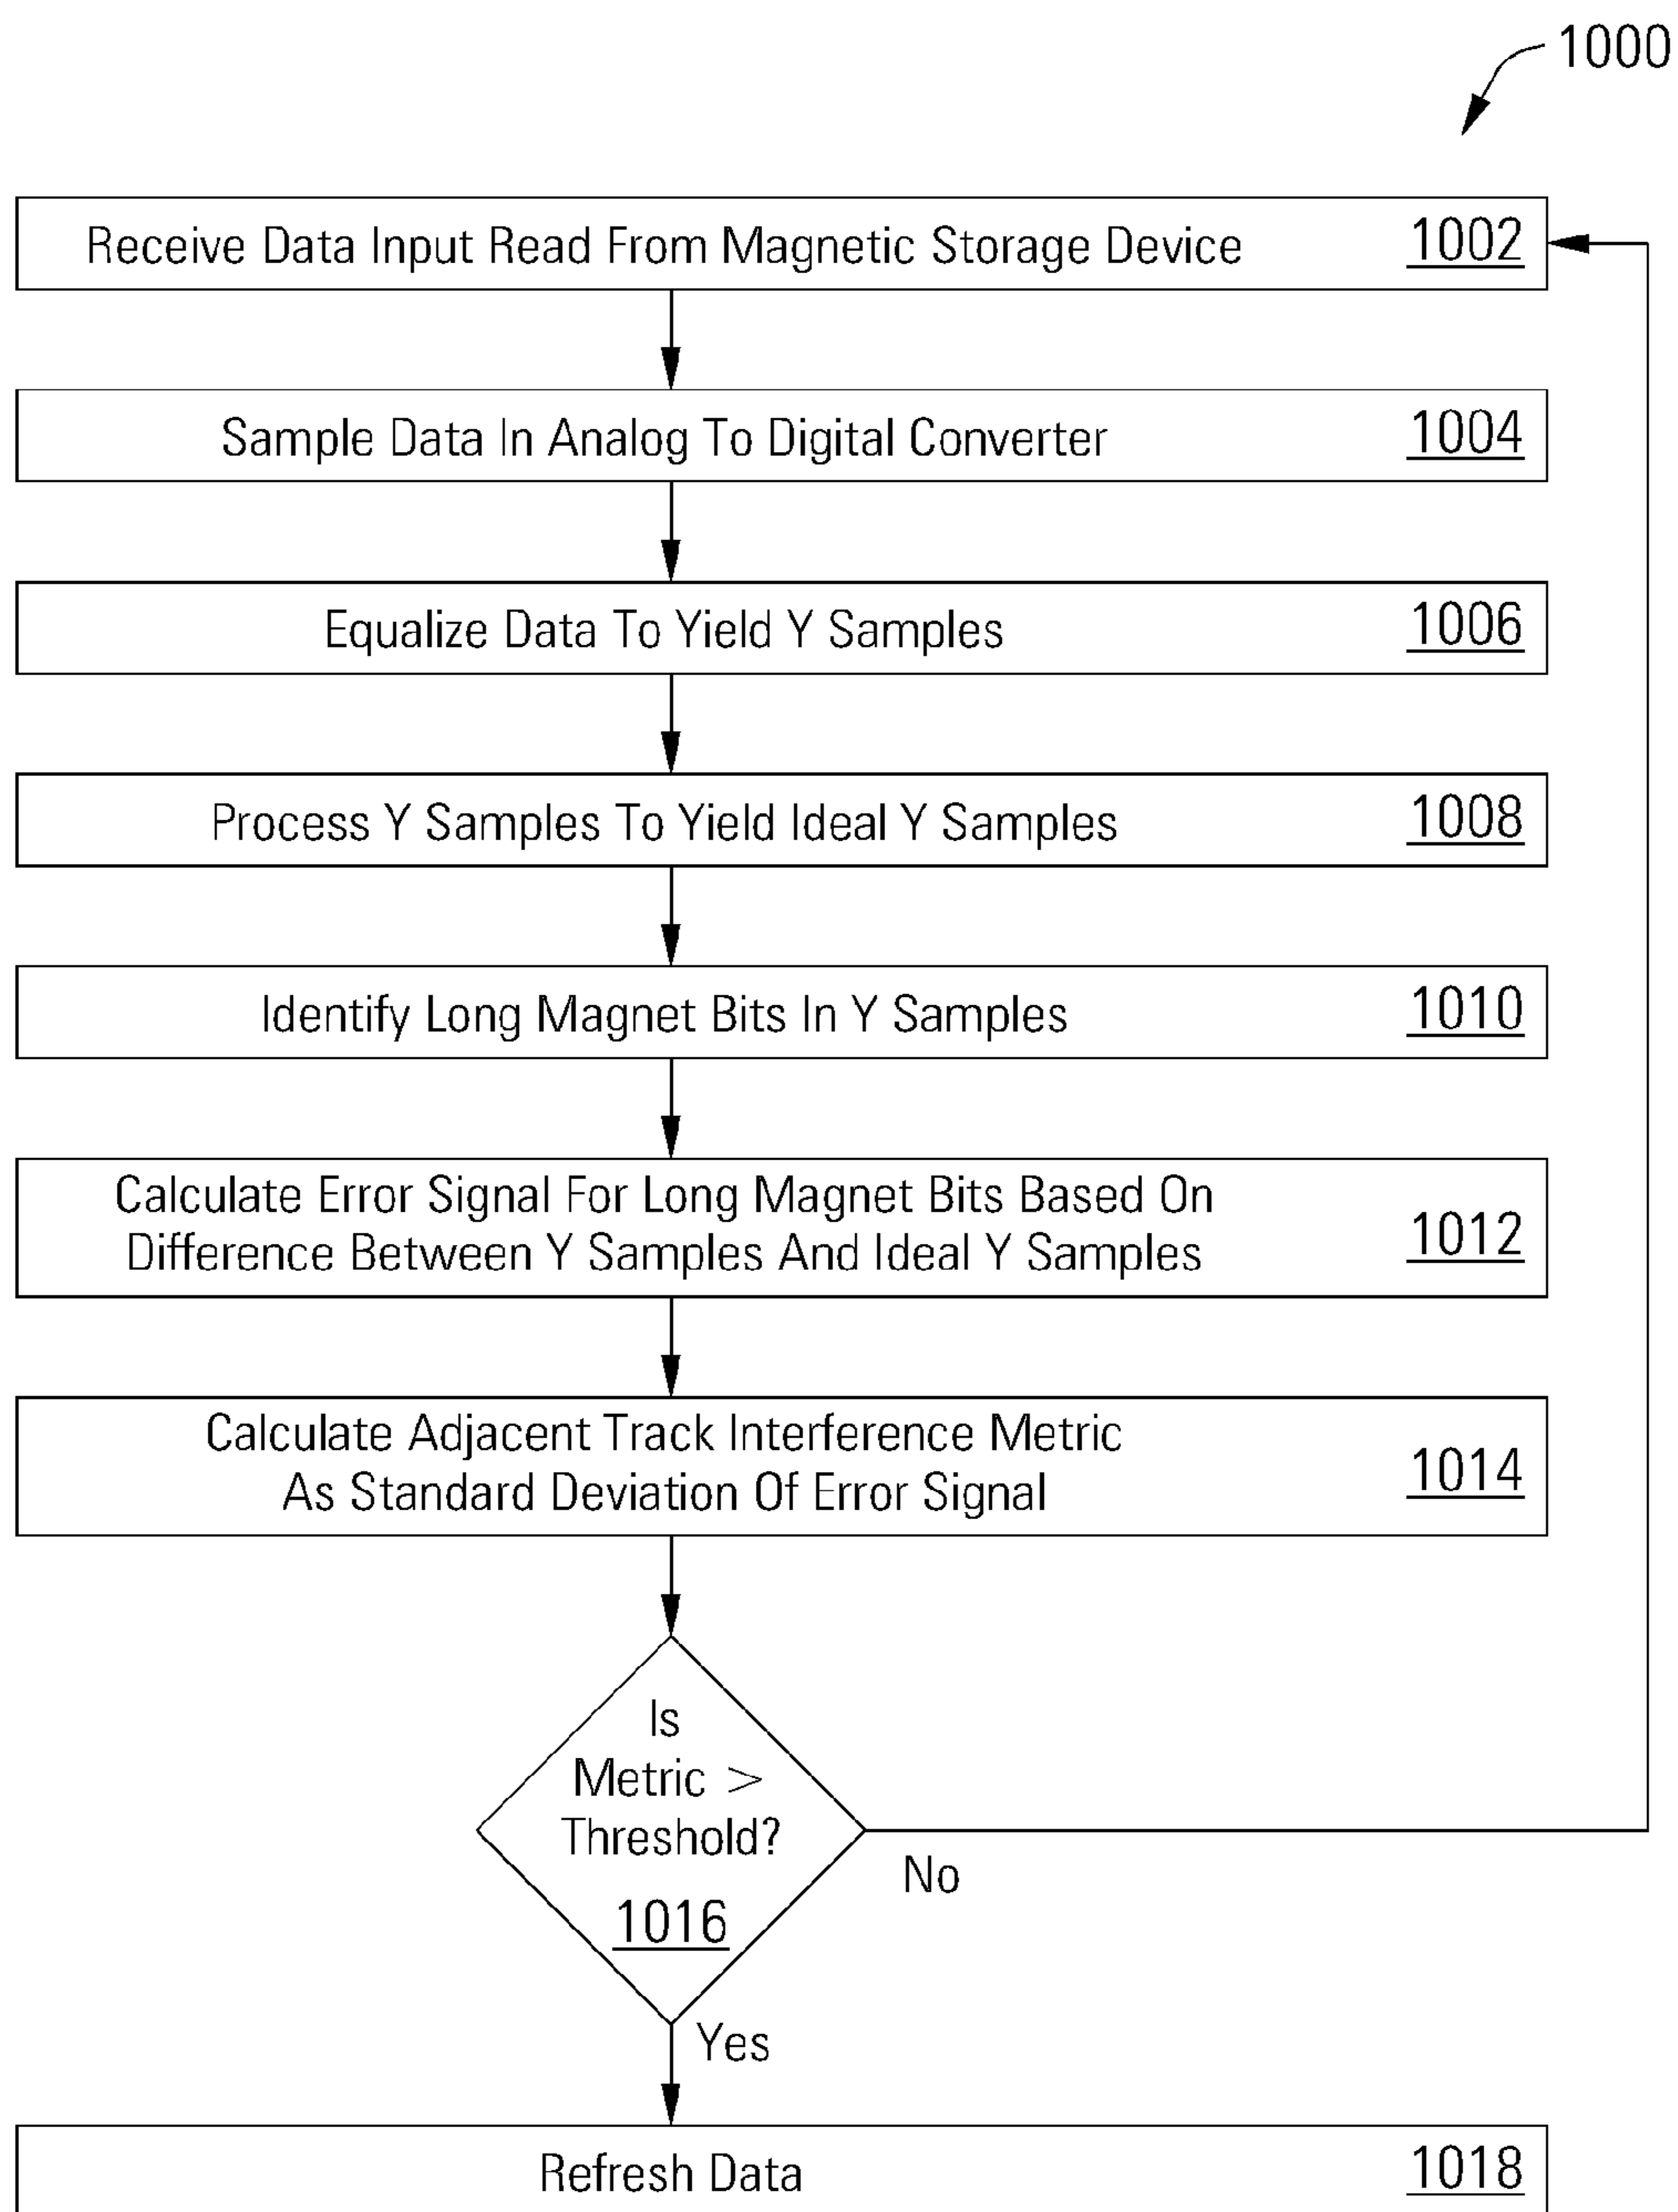 1000
Receive Data Input Read From Magnetic Storage Device 1002
Sample Data In Analog To Digital Converter 1004
Equalize Data To Yield Y Samples 1006
Process Y Samples To Yield Ideal Y Samples 1008
Identify Long Magnet Bits In Y Samples 1010
Calculate Error Signal For Long Magnet Bits Based On
Difference Between Y Samples And Ideal Y Samples 1012
Calculate Adjacent Track Interference Metric
As Standard Deviation Of Error Signal 1014
Is
Metric >
Threshold?
1016
No
Yes
Refresh Data 1018